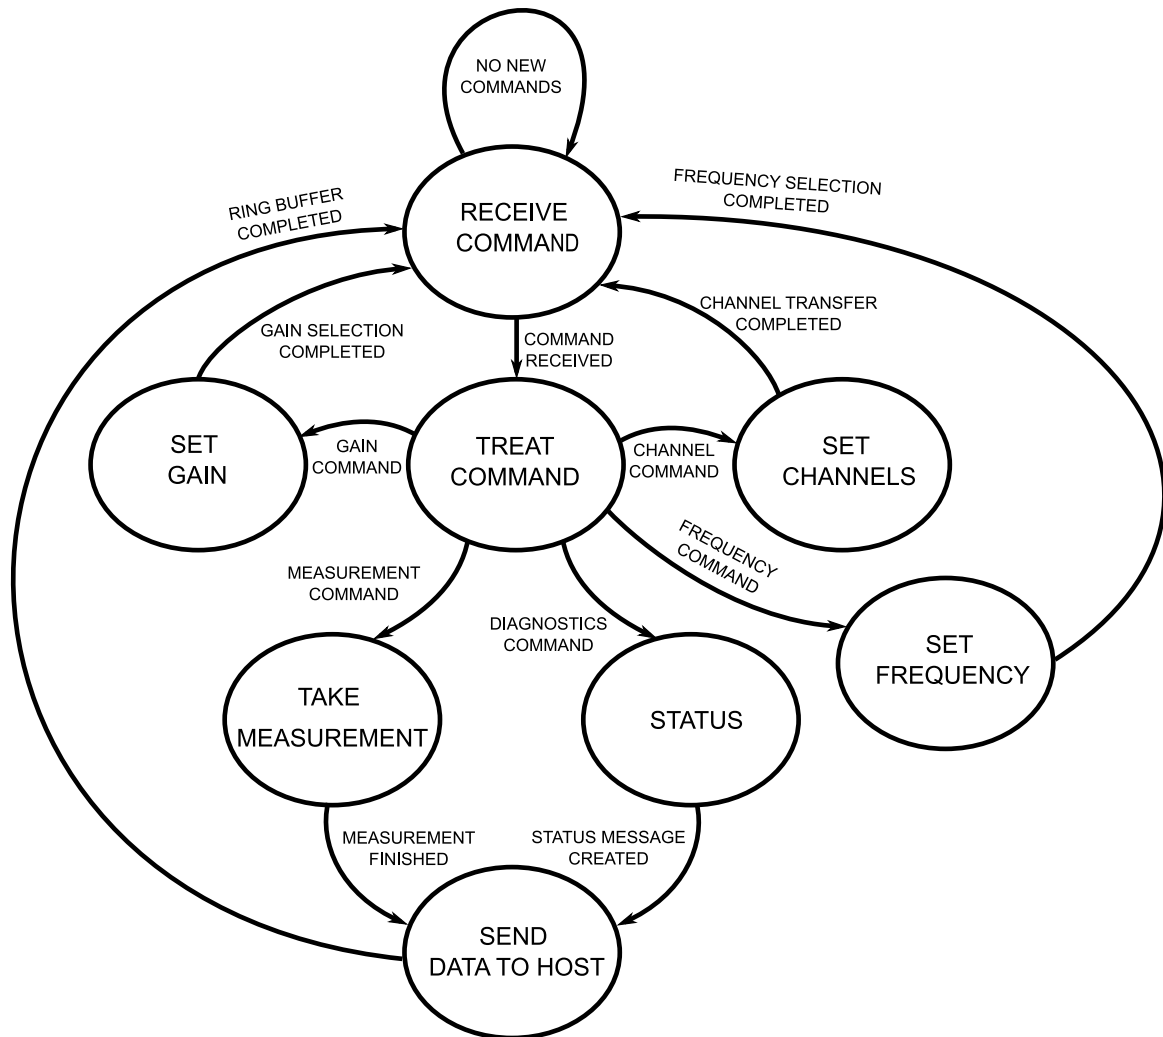 NO NEW
COMMANDS
RECEIVE
COMMAND
RING BUFFER
COMPLETED
FREQUENCY SELECTION
COMPLETED
GAIN SELECTION
COMPLETED
COMMAND
RECEIVED
CHANNEL TRANSFER
COMPLETED
SET
GAIN
GAIN
COMMAND
TREAT
COMMAND
CHANNEL
COMMAND
SET
CHANNELS
FREQUENCY
COMMAND
MEASUREMENT
COMMAND
DIAGNOSTICS
COMMAND
SET
FREQUENCY
TAKE
MEASUREMENT
STATUS
MEASUREMENT
FINISHED
STATUS MESSAGE
CREATED
SEND
DATA TO HOST